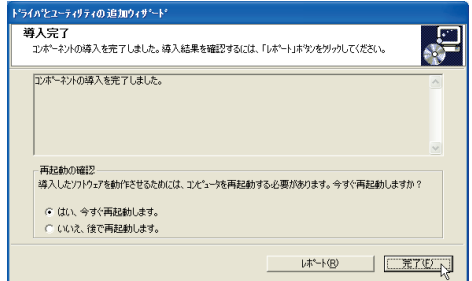 ﾄﾞﾗｲﾊﾞとﾕｰﾃｨﾘﾃｨの追加ｳｨｻﾞｰﾄﾞ
導入完了
ｺﾝﾎﾟｰﾈﾝﾄの導入を完了しました。導入結果を確認するには、「ﾚﾎﾟｰﾄ」ﾎﾞﾀﾝをｸﾘｯｸしてください。
ｺﾝﾎﾟｰﾈﾝﾄの導入を完了しました。
再起動の確認
導入したｿﾌﾄｳｪｱを動作させるためには、ｺﾝﾋﾟｭｰﾀを再起動する必要があります。今すぐ再起動しますか？
はい、今すぐ再起動します。
いいえ、後で再起動します。
ﾚﾎﾟｰﾄ(R)
完了(F)